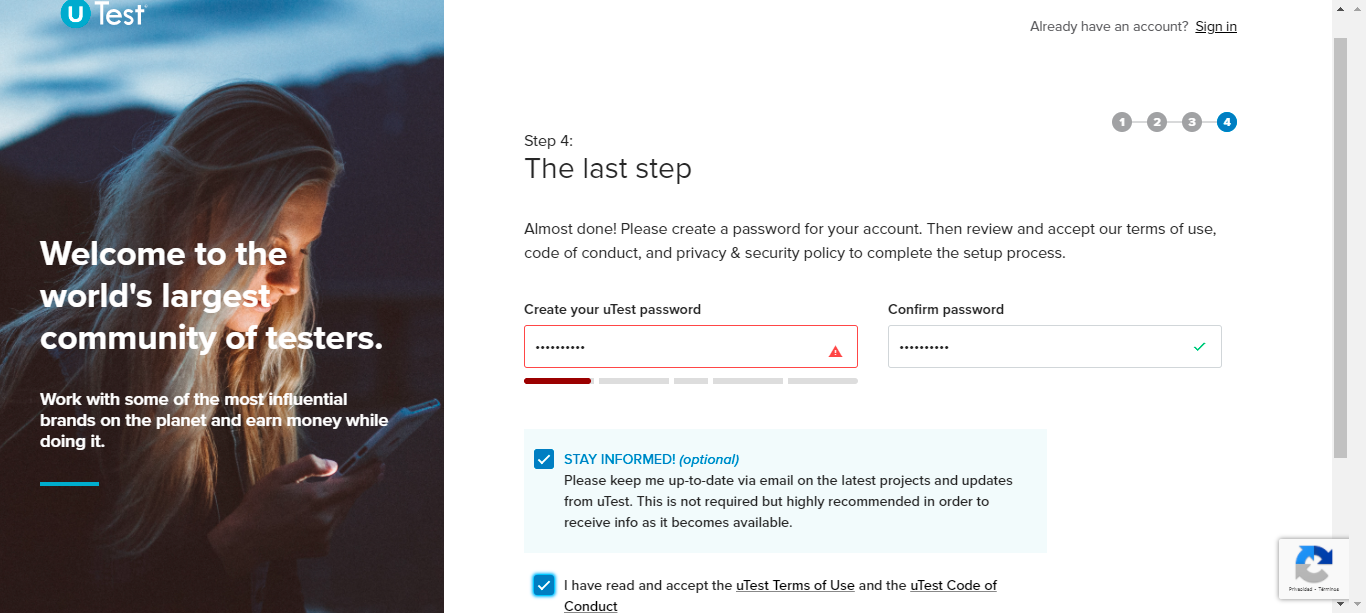 uTest
Already have an account? Sign in
1 2 3 4
Step 4:
The last step
Almost done! Please create a password for your account. Then review and accept our terms of use,
code of conduct, and privacy & security policy to complete the setup process.
Create your uTest password
Confirm password
••••••••••
••••••••••
STAY INFORMED! (optional)
Please keep me up-to-date via email on the latest projects and updates
from uTest. This is not required but highly recommended in order to
receive info as it becomes available.
I have read and accept the uTest Terms of Use and the uTest Code of
Conduct
Welcome to the
world's largest
community of testers.
Work with some of the most influential
brands on the planet and earn money while
doing it.
Privacidad - Términos